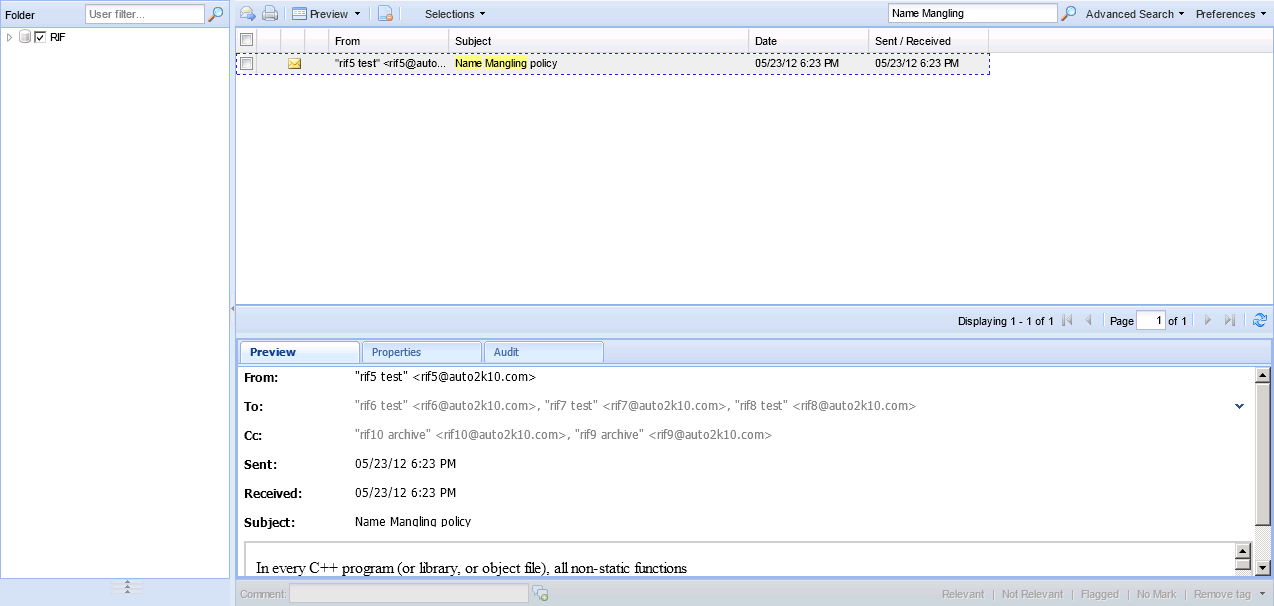 Folder User filter... Preview Selections Name Mangling Advanced Search Preferences
RIF
From Subject Date Sent / Received
"rif5 test" <rif5@auto... Name Mangling policy 05/23/12 6:23 PM 05/23/12 6:23 PM
Displaying 1 - 1 of 1 Page 1 of 1
Preview Properties Audit
From: "rif5 test" <rif5@auto2k10.com>
To: "rif6 test" <rif6@auto2k10.com>, "rif7 test" <rif7@auto2k10.com>, "rif8 test" <rif8@auto2k10.com>
Cc: "rif10 archive" <rif10@auto2k10.com>, "rif9 archive" <rif9@auto2k10.com>
Sent: 05/23/12 6:23 PM
Received: 05/23/12 6:23 PM
Subject: Name Mangling policy
In every C++ program (or library, or object file), all non-static functions
Comment: Relevant | Not Relevant | Flagged | No Mark | Remove tag